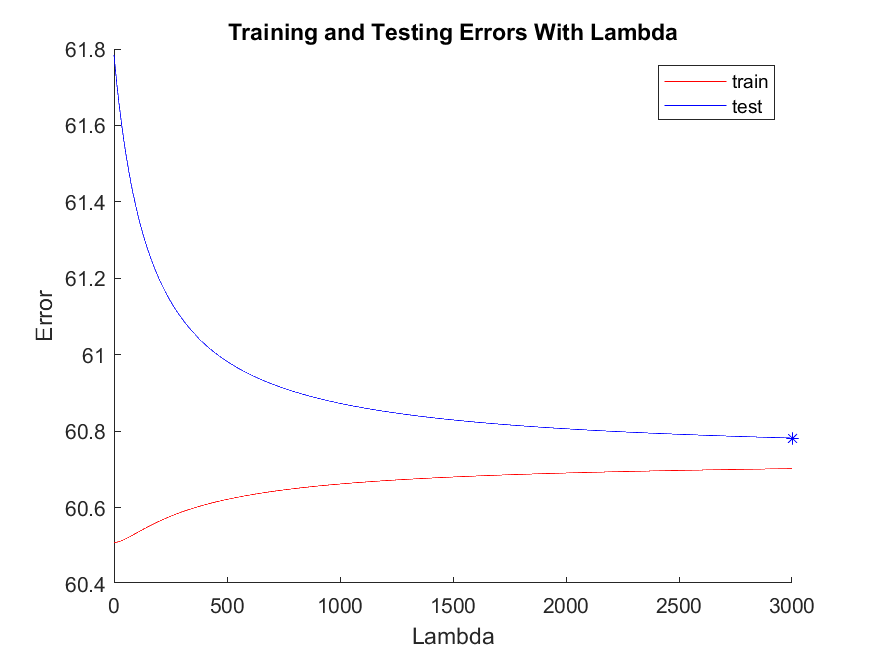 Training and Testing Errors With Lambda
train
test
61.8
61.6
61.4
61.2
61
60.8
60.6
60.4
Error
0 500 1000 1500 2000 2500 3000
Lambda